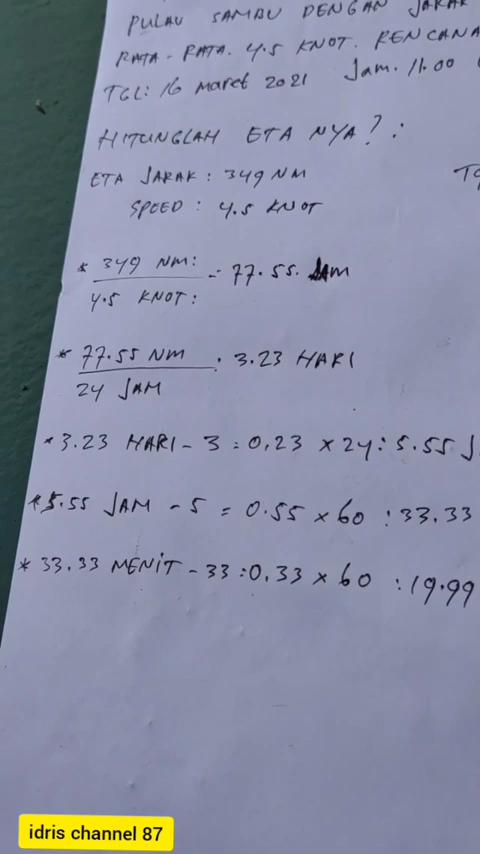 PULAU SAMBU DENGAN JARAK
RATA - RATA. 4.5 KNOT. RENCANA
TGL: 16 maret 2021 Jam. 11.00
HITUNGLAH ETA NYA? :
ETA JARAK : 349 NM
SPEED : 4.5 KNOT
* 349 NM: = 77.55. JAM
4.5 KNOT:
* 77.55 NM . 3.23 HARI
24 JAM
* 3.23 HARI - 3 = 0,23 x 24 : 5.55 J
* 5.55 JAM - 5 = 0.55 x 60 : 33.33
* 33.33 MENIT - 33 : 0,33 x 60 : 19.99
idris channel 87